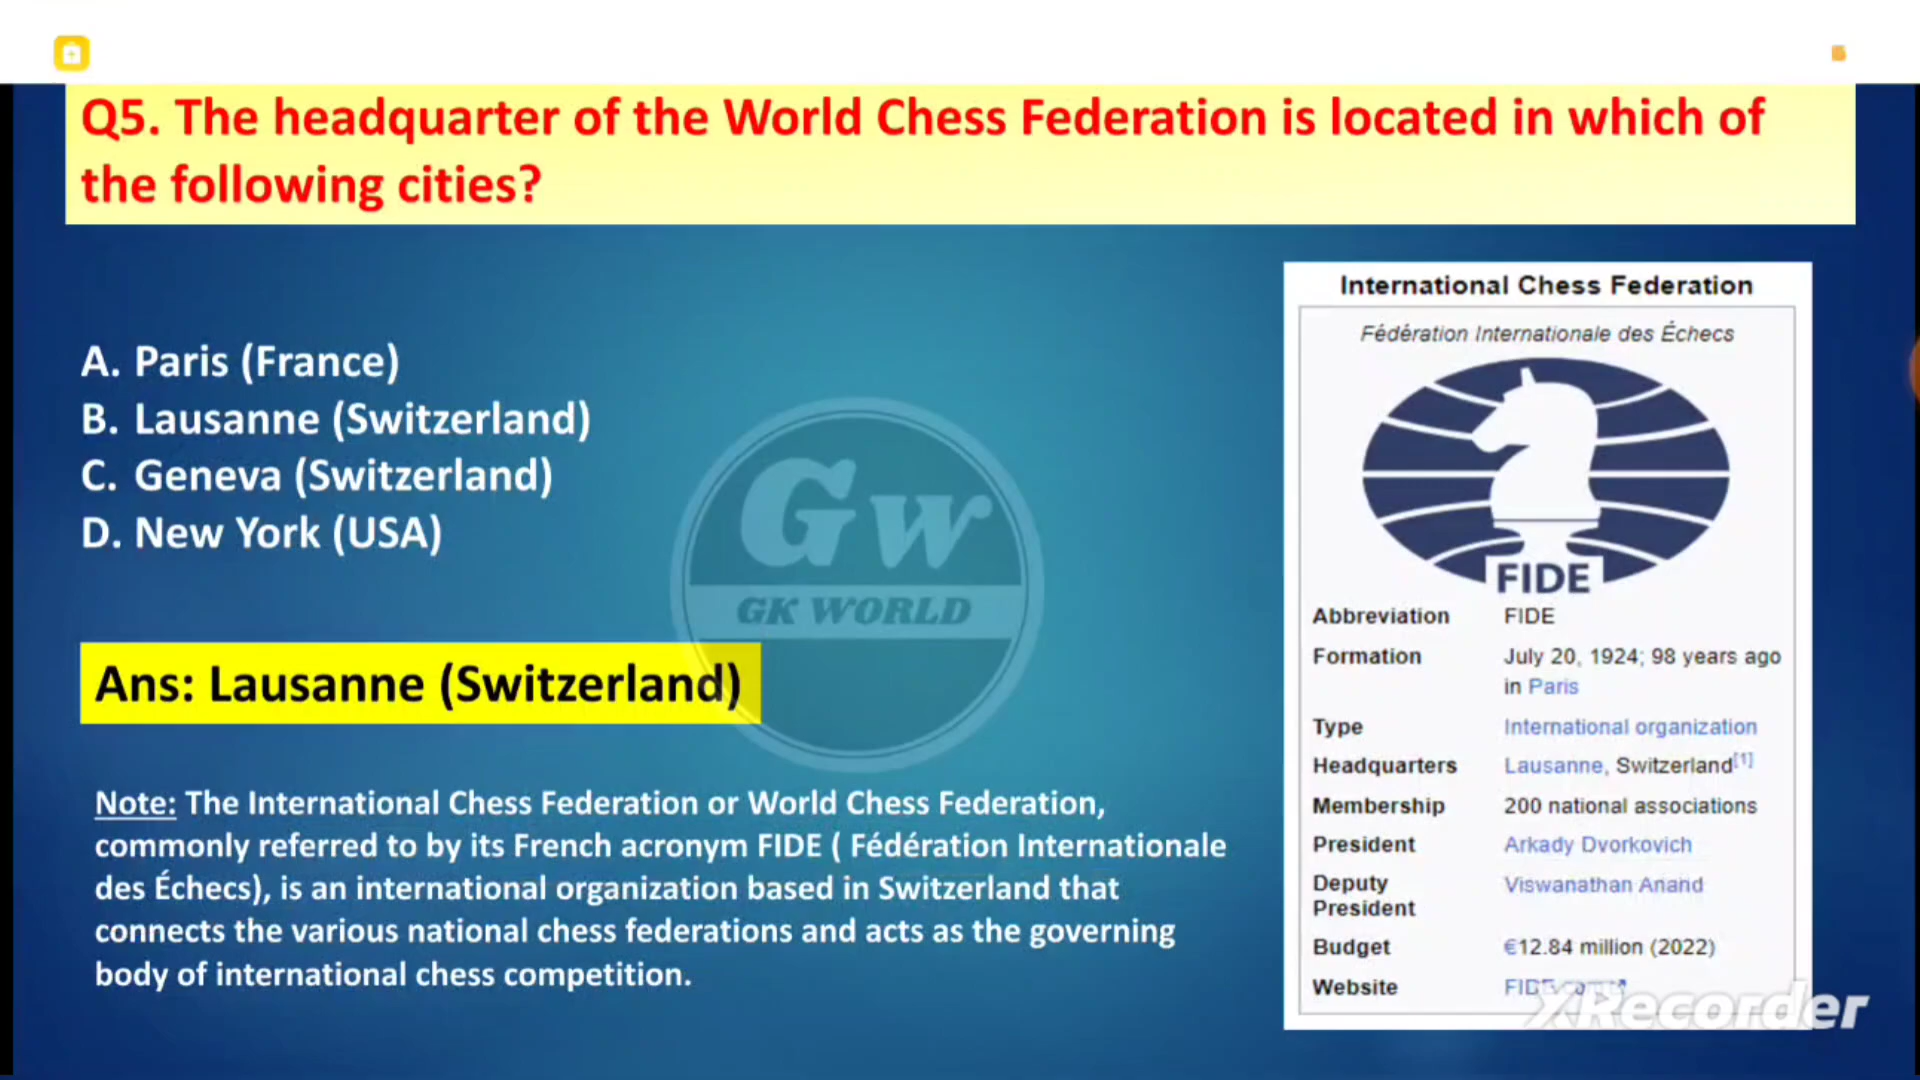 Q5. The headquarter of the World Chess Federation is located in which of
the following cities?
A. Paris (France)
B. Lausanne (Switzerland)
C. Geneva (Switzerland)
D. New York (USA)
Ans: Lausanne (Switzerland)
Note: The International Chess Federation or World Chess Federation,
commonly referred to by its French acronym FIDE ( Fédération Internationale
des Échecs), is an international organization based in Switzerland that
connects the various national chess federations and acts as the governing
body of international chess competition.
GW
GK WORLD
International Chess Federation
Fédération Internationale des Échecs
FIDE
Abbreviation FIDE
Formation July 20, 1924; 98 years ago
in Paris
Type International organization
Headquarters Lausanne, Switzerland[1]
Membership 200 national associations
President Arkady Dvorkovich
Deputy Viswanathan Anand
President
Budget €12.84 million (2022)
Website FIDE.com
XRecorder